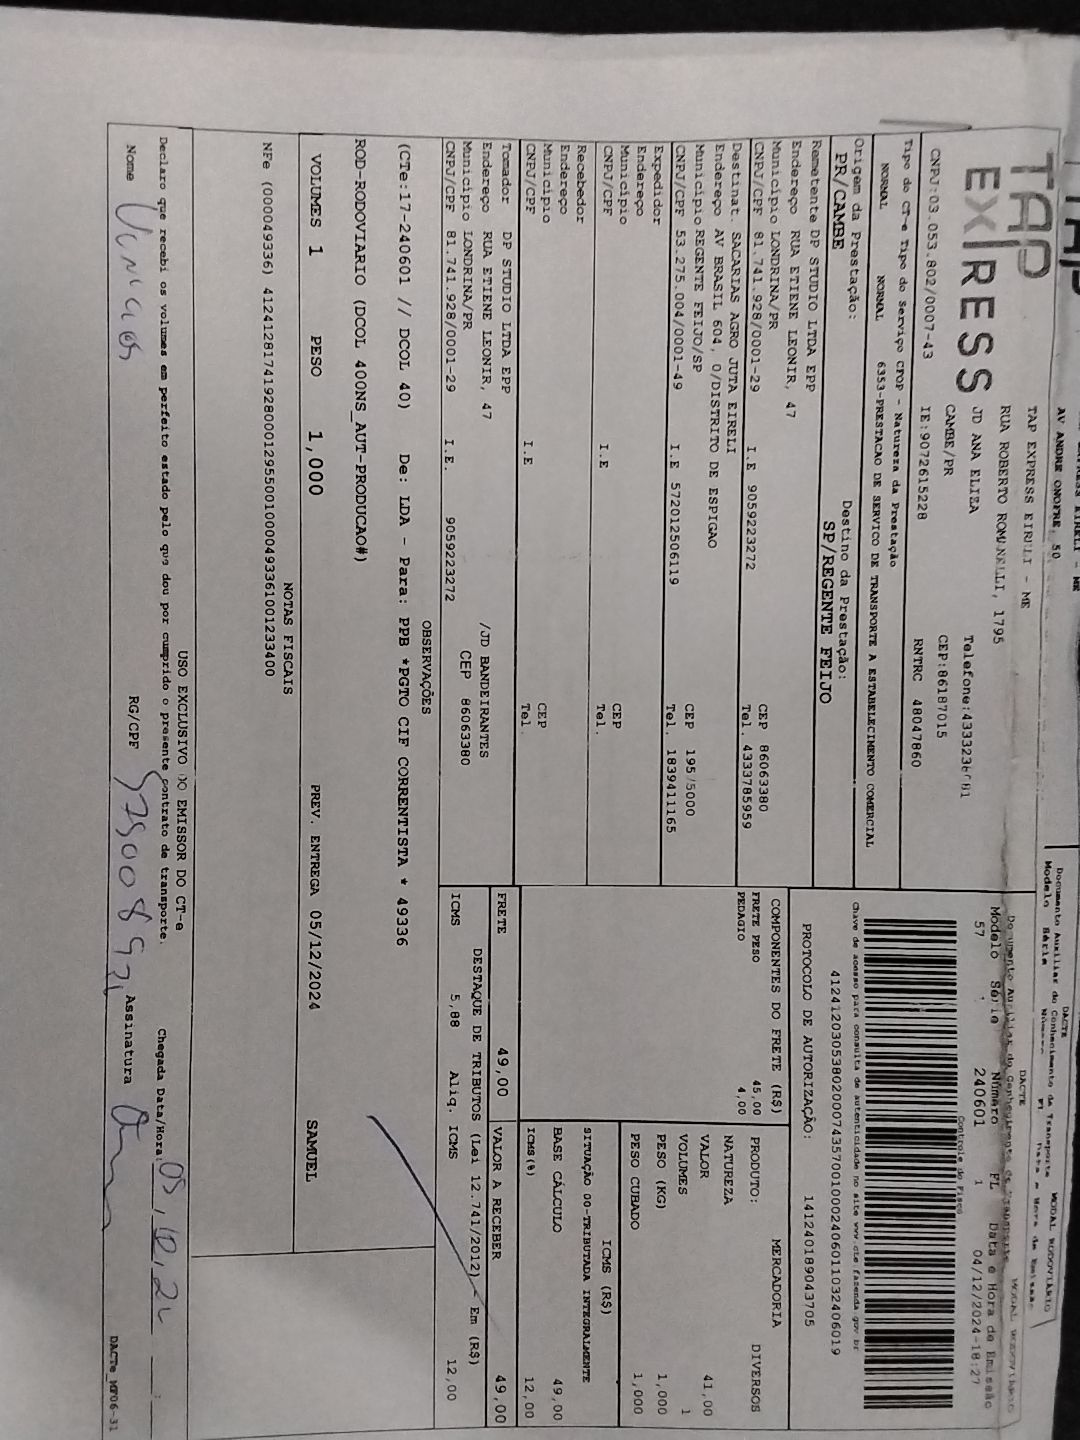 AV ANDRE ONOFRE, 50
DACTE
Documento Auxiliar do Conhecimento de Transporte
MODAL RODOVIÁRIO
Modelo Série
TAP
EXPRESS
TAP EXPRESS EIRELI - ME
RUA ROBERTO ROMINELLI, 1795
JD ANA ELIZA
CAMBE/PR
CEP:86187015
CNPJ:03.053.802/0007-43
IE:9072615228
RNTRC 48047860
DACTE
MODAL RODOVIÁRIO
Modelo Série Número FL Data e Hora de Emissão
57 240601 1 04/12/2024-18:27
Controle do Fisco
Chave de acesso para consulta de autenticidade no site www.cte.fazenda.gov.br
41241203053802000743570010002406011032406019
PROTOCOLO DE AUTORIZAÇÃO: 141240189043705
Tipo do CT-e Tipo do Serviço CFOP - Natureza da Prestação
NORMAL NORMAL 6353-PRESTACAO DE SERVICO DE TRANSPORTE A ESTABELECIMENTO COMERCIAL
Origem da Prestação: Destino da Prestação:
PR/CAMBE SP/REGENTE FEIJO
Remetente DP STUDIO LTDA EPP
Endereço RUA ETIENE LEONIR, 47
Município LONDRINA/PR CEP 86063380
CNPJ/CPF 81.741.928/0001-29 I.E 9059223272 Tel. 4333785959
Destinat. SACARIAS AGRO JUTA EIRELI
Endereço AV BRASIL 604, 0/DISTRITO DE ESPIGAO
Município REGENTE FEIJO/SP CEP
CNPJ/CPF 53.275.004/0001-49 I.E 572012506119 Tel. 1839411165
Expedidor
Endereço
Município CEP
CNPJ/CPF I.E Tel.
Recebedor
Endereço
Município CEP
CNPJ/CPF I.E Tel.
Tomador DP STUDIO LTDA EPP
Endereço RUA ETIENE LEONIR, 47 /JD BANDEIRANTES
Município LONDRINA/PR CEP 86063380
CNPJ/CPF 81.741.928/0001-29 I.E. 9059223272
COMPONENTES DO FRETE (R$)
FRETE PESO 45,00
PEDAGIO 4,00
MERCADORIA
PRODUTO: DIVERSOS
NATUREZA
VALOR 41,00
VOLUMES 1
PESO (KG) 1,000
PESO CUBADO 1,000
ICMS (R$)
SITUAÇÃO 00-TRIBUTADA INTEGRALMENTE
BASE CÁLCULO 49,00
ICMS(%) 12,00
FRETE 49,00 VALOR A RECEBER 49,00
DESTAQUE DE TRIBUTOS (Lei 12.741/2012) - Em (R$)
ICMS 5,88 Aliq. ICMS 12,00
OBSERVAÇÕES
(CTe:17-240601 // DCOL 40) De: LDA - Para: PPB *PGTO CIF CORRENTISTA * 49336
ROD-RODOVIARIO (DCOL 400NS_AUT-PRODUCAO#)
VOLUMES 1 PESO 1,000 PREV. ENTREGA 05/12/2024 SAMUEL
NOTAS FISCAIS
NFe (000049336) 41241281741928000129550010000493361001233400
USO EXCLUSIVO DO EMISSOR DO CT-e
Declaro que recebi os volumes em perfeito estado pelo que dou por cumprido o presente contrato de transporte. Chegada Data/Hora: 05,12,24 :
Nome Vinicios RG/CPF Assinatura
DACTe_MT06-31